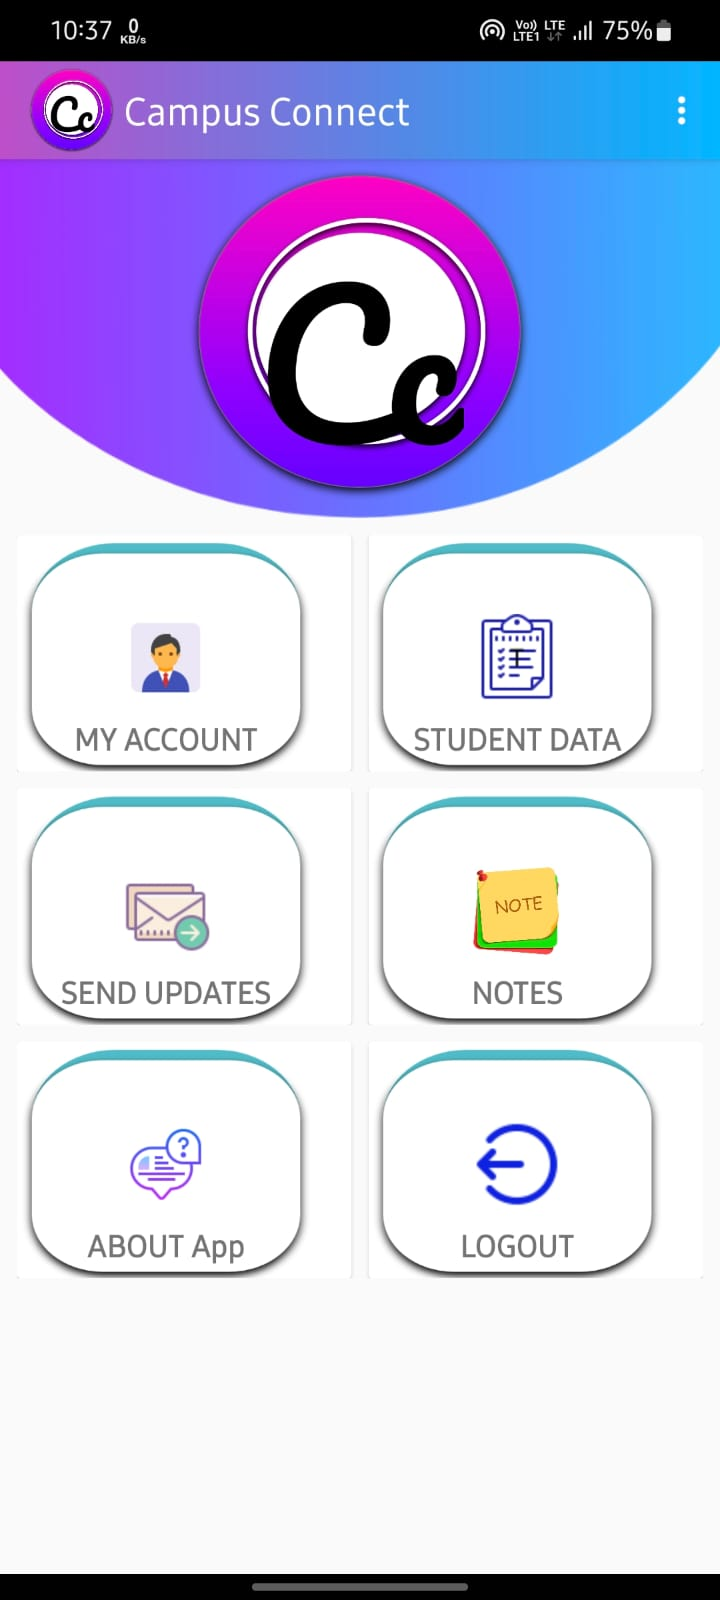 10:37 0 KB/s Vo)) LTE LTE1 75%
Cc Campus Connect
Cc
MY ACCOUNT STUDENT DATA
NOTE
SEND UPDATES NOTES
?
ABOUT App LOGOUT